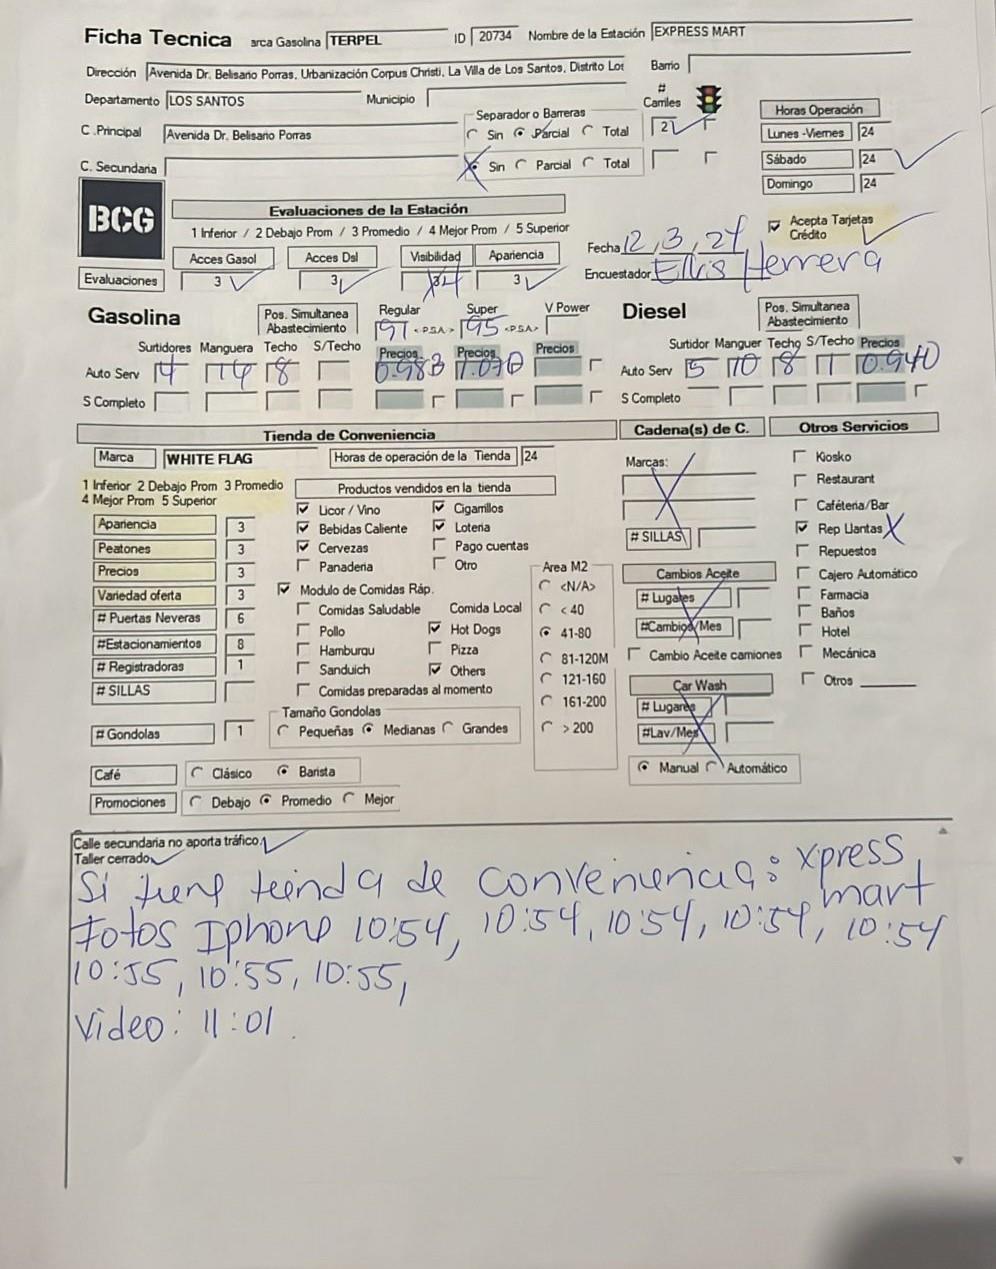 Ficha Tecnica arca Gasolina TERPEL ID 20734 Nombre de la Estación EXPRESS MART
Dirección Avenida Dr. Belisario Porras, Urbanización Corpus Christi, La Villa de Los Santos, Distrito Los Barrio
Departamento LOS SANTOS Municipio # Carriles
C .Principal Avenida Dr. Belisario Porras Separador o Barreras Sin Parcial Total 2
C. Secundaria Sin Parcial Total
Horas Operación
Lunes -Viernes 24
Sábado 24
Domingo 24
BCG
Evaluaciones de la Estación
1 Inferior / 2 Debajo Prom / 3 Promedio / 4 Mejor Prom / 5 Superior
Acces Gasol Acces Dsl Visibilidad Apariencia
Evaluaciones 3 3 4 3
Acepta Tarjetas Crédito
Fecha 12, 3, 24
Encuestador Elvis Herrera
Gasolina Pos. Simultanea Abastecimiento Regular Super V Power
91 <P.S.A.> 95 <P.S.A>
Surtidores Manguera Techo S/Techo Precios Precios Precios
Auto Serv 4 14 8 0.983
S Completo
Diesel Pos. Simultanea Abastecimiento
Surtidor Manguer Techo S/Techo Precios
Auto Serv 5 10 8 1 0.940
S Completo
Tienda de Conveniencia
Marca WHITE FLAG Horas de operación de la Tienda 24
1 Inferior 2 Debajo Prom 3 Promedio
4 Mejor Prom 5 Superior
Apariencia 3
Peatones 3
Precios 3
Variedad oferta 3
# Puertas Neveras 6
#Estacionamientos 8
# Registradoras 1
# SILLAS
# Gondolas 1
Productos vendidos en la tienda
Licor / Vino Cigarrillos
Bebidas Caliente Loteria
Cervezas Pago cuentas
Panaderia Otro
Modulo de Comidas Ráp.
Comidas Saludable Comida Local
Pollo Hot Dogs
Hamburgu Pizza
Sanduich Others
Comidas preparadas al momento
Tamaño Gondolas
Pequeñas Medianas Grandes
Area M2
<N/A>
< 40
41-80
81-120M
121-160
161-200
> 200
Café Clásico Barista
Promociones Debajo Promedio Mejor
Cadena(s) de C.
Marcas:
# SILLAS
Cambios Aceite
# Lugares
#Cambios/Mes
Cambio Aceite camiones
Car Wash
# Lugares
#Lav/Mes
Manual Automático
Otros Servicios
Kiosko
Restaurant
Cafétería/Bar
Rep Llantas
Repuestos
Cajero Automático
Farmacia
Baños
Hotel
Mecánica
Otros
Calle secundaria no aporta tráfico
Taller cerrado
Si tiene tienda de conveniencia: xpress mart
Fotos Iphone 10:54, 10:54, 10:54, 10:54, 10:54
10:55, 10:55, 10:55,
Video: 11:01.